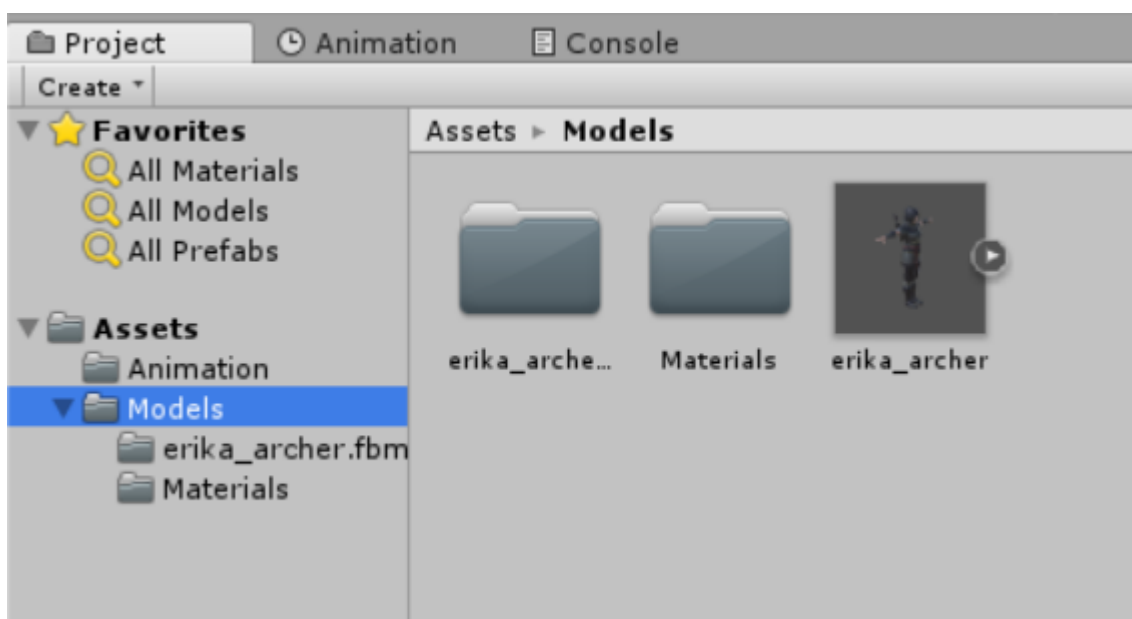 Project Animation Console
Create
Favorites
All Materials
All Models
All Prefabs
Assets
Animation
Models
erika_archer.fbm
Materials
Assets Models
erika_arche... Materials erika_archer